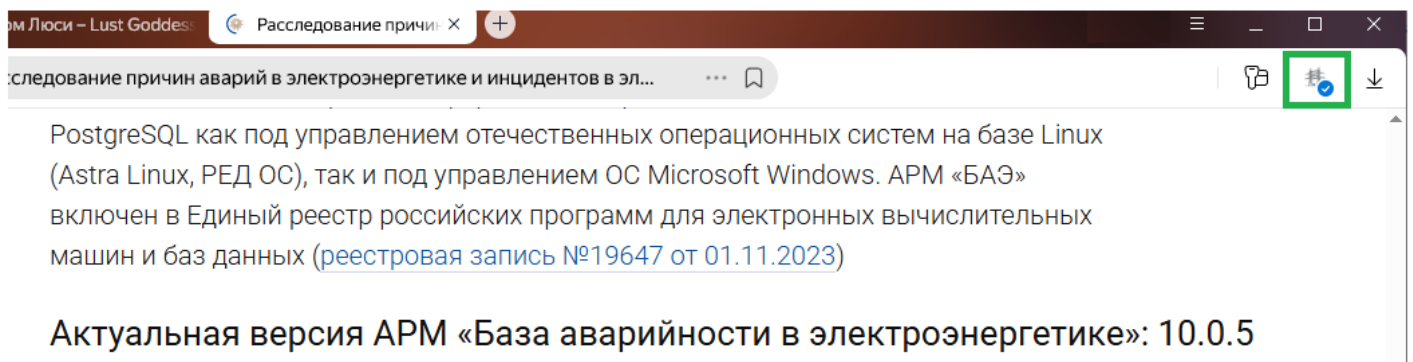 ом Люси – Lust Goddess
Расследование причин
сследование причин аварий в электроэнергетике и инцидентов в эл...
PostgreSQL как под управлением отечественных операционных систем на базе Linux
(Astra Linux, РЕД ОС), так и под управлением ОС Microsoft Windows. АРМ «БАЭ»
включен в Единый реестр российских программ для электронных вычислительных
машин и баз данных (реестровая запись №19647 от 01.11.2023)
Актуальная версия АРМ «База аварийности в электроэнергетике»: 10.0.5